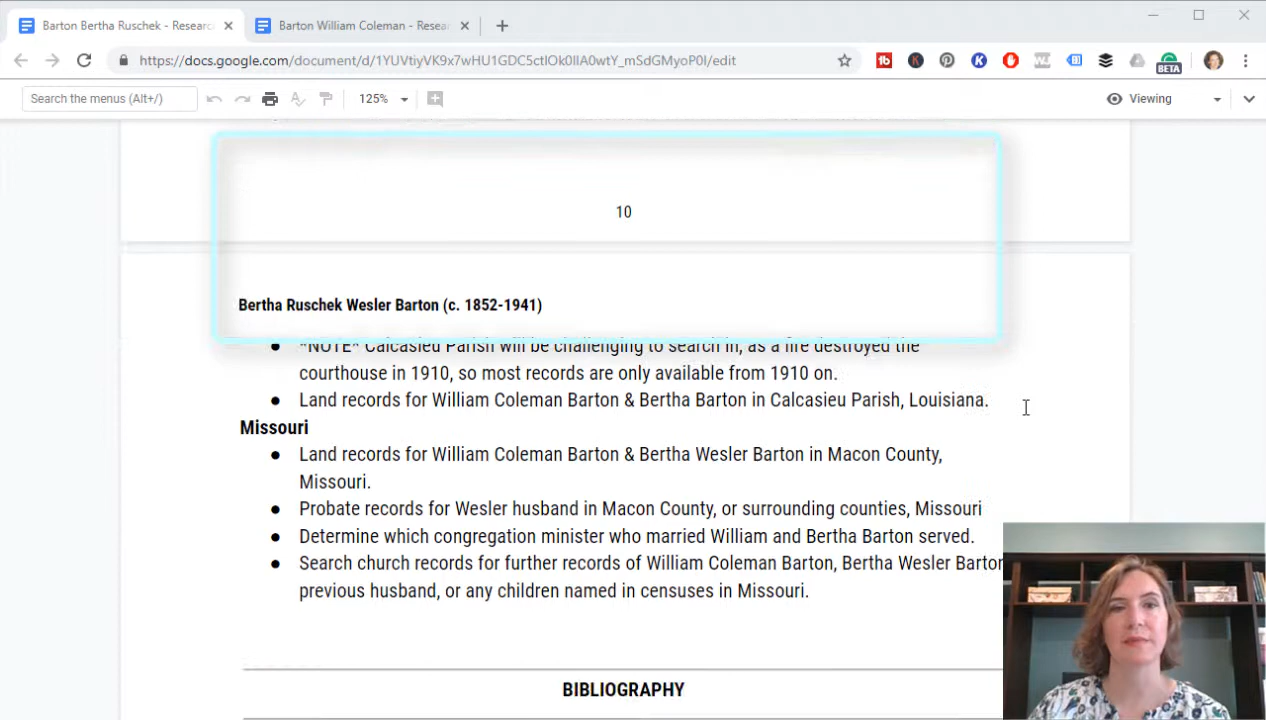 Barton Bertha Ruschek - Researc
Barton William Coleman - Resear
https://docs.google.com/document/d/1YUVtiyVK9x7wHU1GDC5ctIOk0lIA0wtY_mSdGMyoP0I/edit
BETA
Search the menus (Alt+/)
125%
Viewing
10
Bertha Ruschek Wesler Barton (c. 1852-1941)
● *NOTE* Calcasieu Parish will be challenging to search in, as a fire destroyed the
courthouse in 1910, so most records are only available from 1910 on.
● Land records for William Coleman Barton & Bertha Barton in Calcasieu Parish, Louisiana.
Missouri
● Land records for William Coleman Barton & Bertha Wesler Barton in Macon County,
Missouri.
● Probate records for Wesler husband in Macon County, or surrounding counties, Missouri
● Determine which congregation minister who married William and Bertha Barton served.
● Search church records for further records of William Coleman Barton, Bertha Wesler Barton
previous husband, or any children named in censuses in Missouri.
BIBLIOGRAPHY